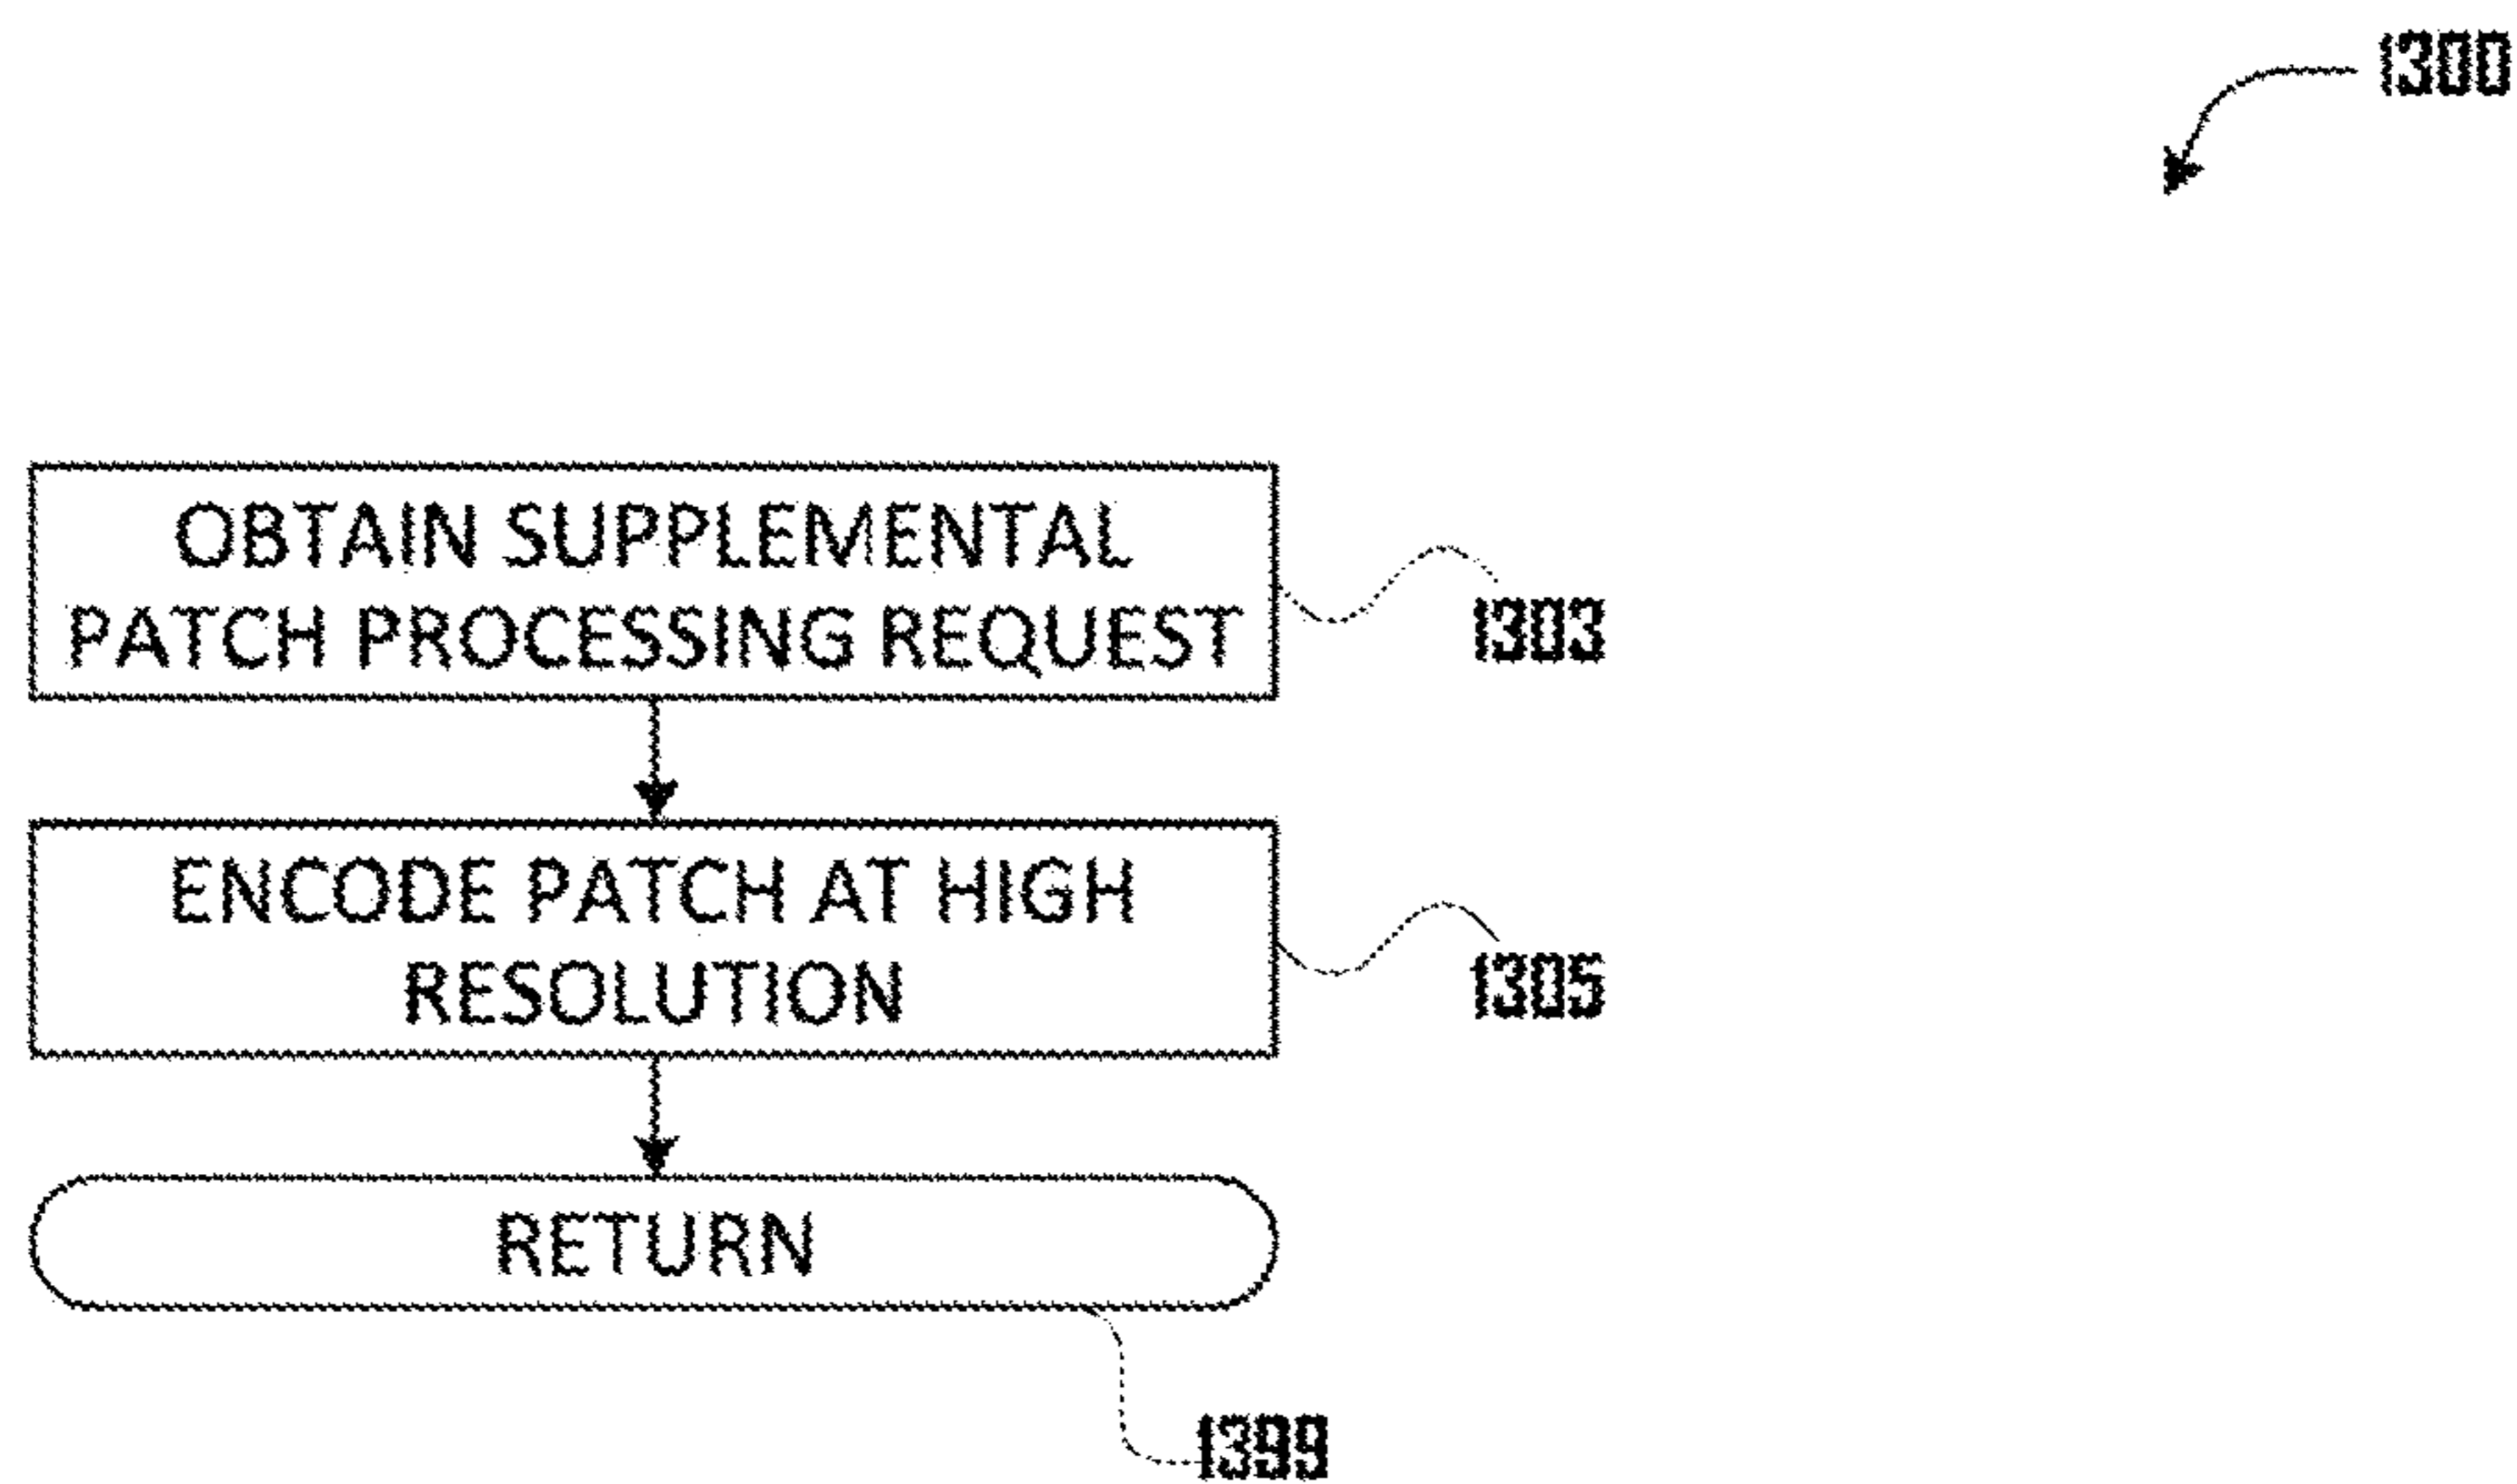 1300
OBTAIN SUPPLEMENTAL
PATCH PROCESSING REQUEST
1303
ENCODE PATCH AT HIGH
RESOLUTION
1305
RETURN
1399